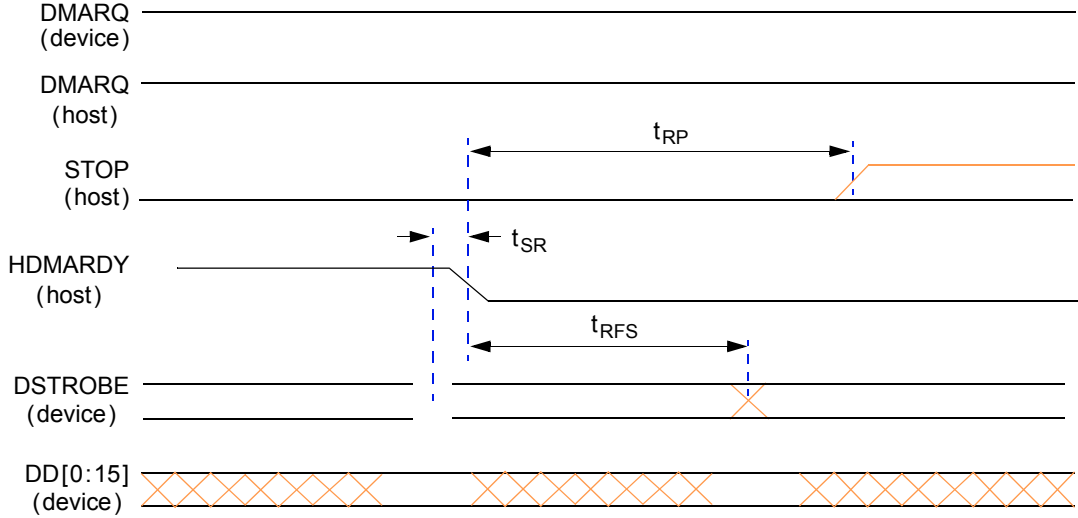 DMARQ
(device)
DMARQ
(host)
tRP
STOP
(host)
tSR
HDMARDY
(host)
tRFS
DSTROBE
(device)
DD[0:15]
(device)